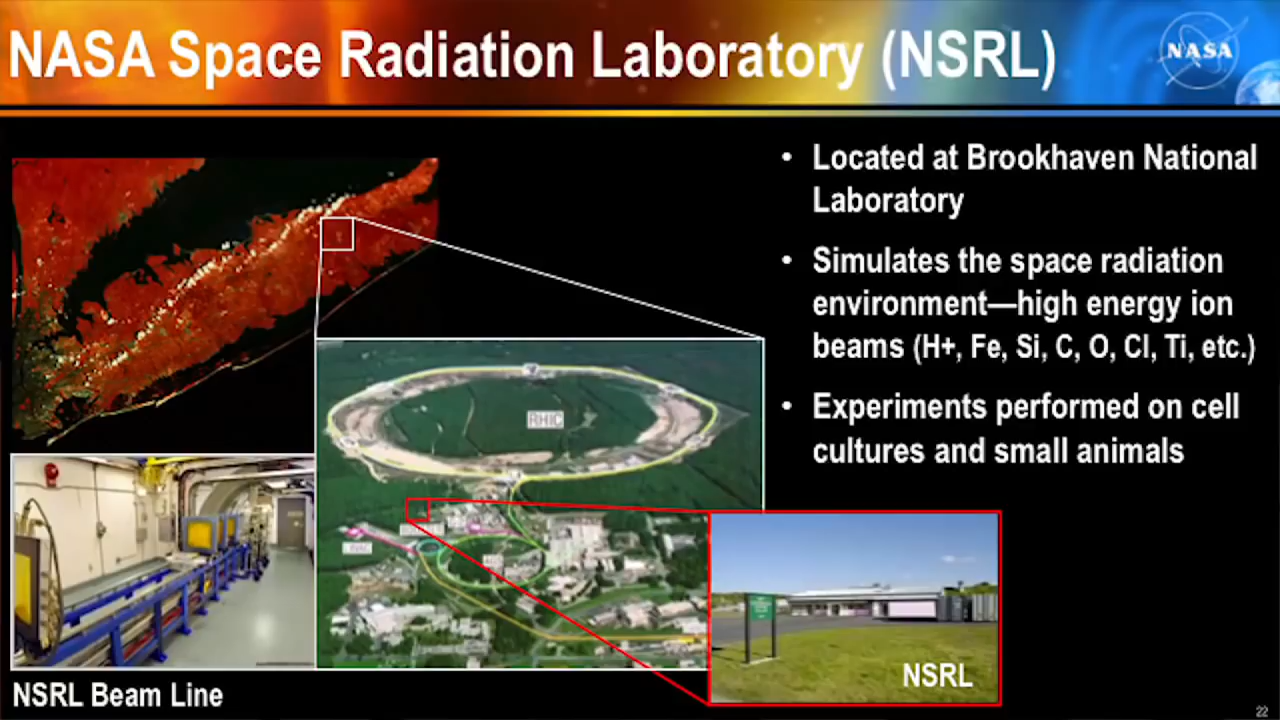 NASA Space Radiation Laboratory (NSRL)
NASA
• Located at Brookhaven National
Laboratory
• Simulates the space radiation
environment—high energy ion
beams (H+, Fe, Si, C, O, Cl, Ti, etc.)
• Experiments performed on cell
cultures and small animals
RHIC
NSRL
NSRL Beam Line
22